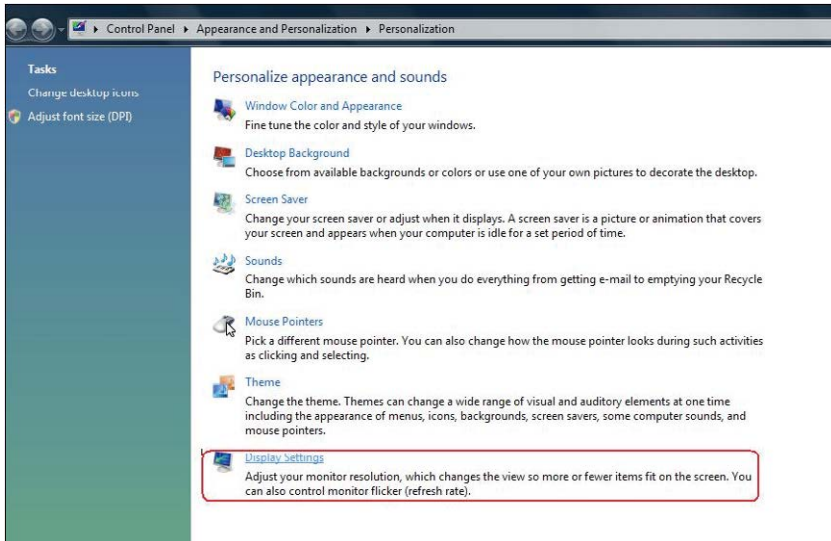 Control Panel ▸ Appearance and Personalization ▸ Personalization
Tasks
Change desktop icons
Adjust font size (DPI)
Personalize appearance and sounds
Window Color and Appearance
Fine tune the color and style of your windows.
Desktop Background
Choose from available backgrounds or colors or use one of your own pictures to decorate the desktop.
Screen Saver
Change your screen saver or adjust when it displays. A screen saver is a picture or animation that covers
your screen and appears when your computer is idle for a set period of time.
Sounds
Change which sounds are heard when you do everything from getting e-mail to emptying your Recycle
Bin.
Mouse Pointers
Pick a different mouse pointer. You can also change how the mouse pointer looks during such activities
as clicking and selecting.
Theme
Change the theme. Themes can change a wide range of visual and auditory elements at one time
including the appearance of menus, icons, backgrounds, screen savers, some computer sounds, and
mouse pointers.
Display Settings
Adjust your monitor resolution, which changes the view so more or fewer items fit on the screen. You
can also control monitor flicker (refresh rate).